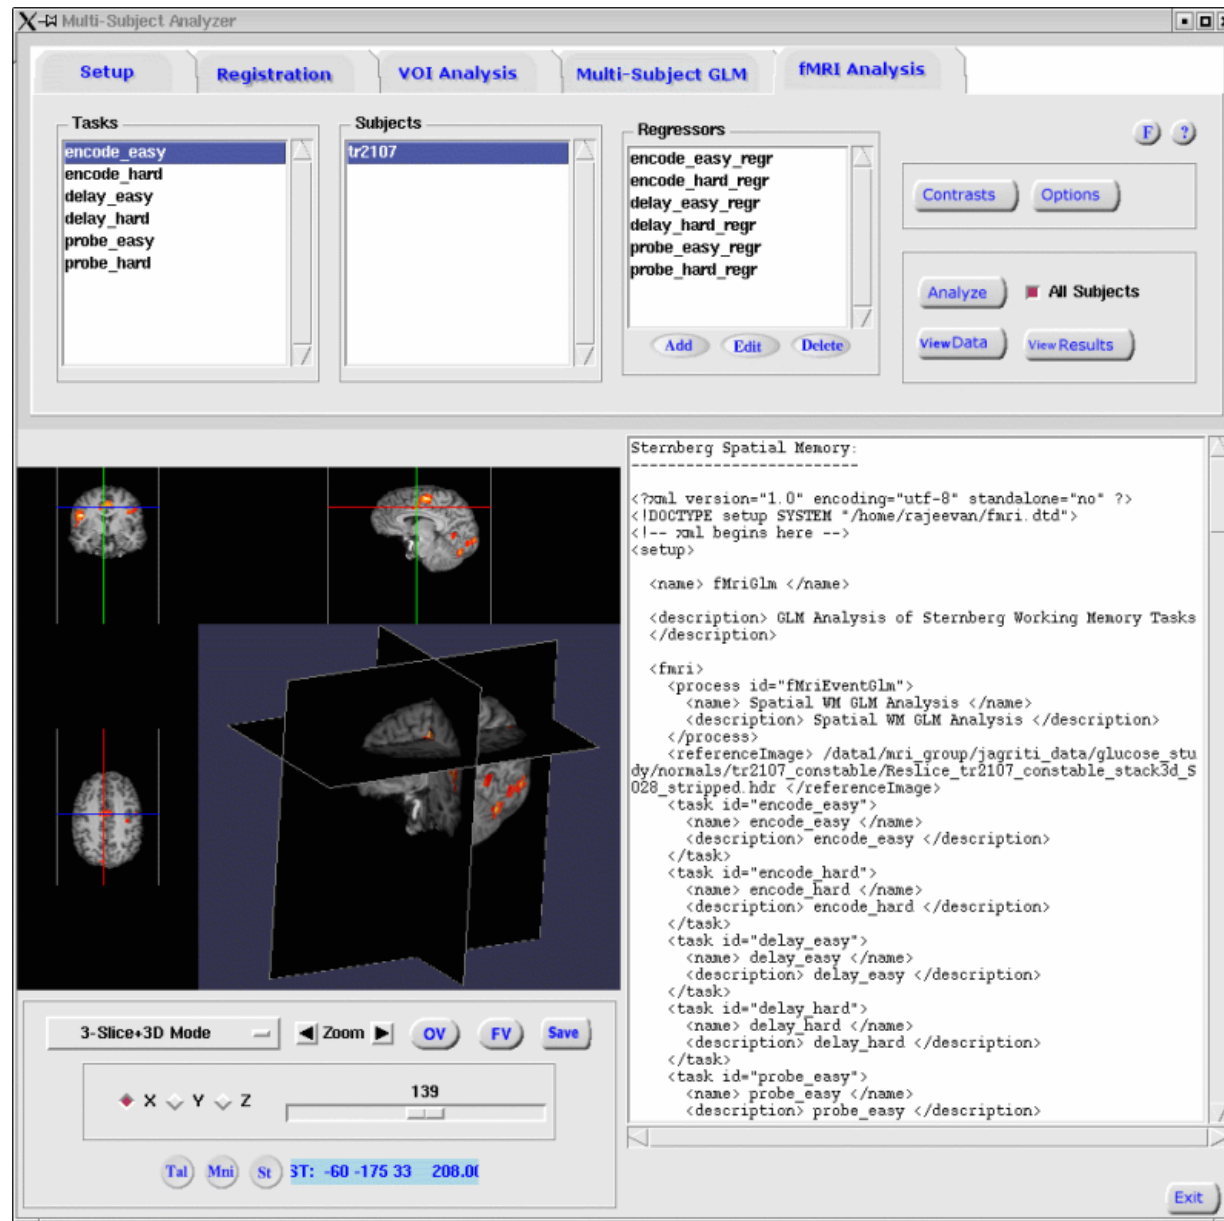 Multi-Subject Analyzer
Setup
Registration
VOI Analysis
Multi-Subject GLM
fMRI Analysis
Tasks
encode_easy
encode_hard
delay_easy
delay_hard
probe_easy
probe_hard
Subjects
tr2107
Regressors
encode_easy_regr
encode_hard_regr
delay_easy_regr
delay_hard_regr
probe_easy_regr
probe_hard_regr
Add Edit Delete
F ?
Contrasts Options
Analyze All Subjects
View Data View Results
Sternberg Spatial Memory:
--------------------------
<?xml version="1.0" encoding="utf-8" standalone="no" ?>
<!DOCTYPE setup SYSTEM "/home/rajeevan/fmri.dtd">
<!-- xml begins here -->
<setup>
<name> fMriGlm </name>
<description> GLM Analysis of Sternberg Working Memory Tasks
</description>
<fmri>
<process id="fMriEventGlm">
<name> Spatial WM GLM Analysis </name>
<description> Spatial WM GLM Analysis </description>
</process>
<referenceImage> /data1/mri_group/jagriti_data/glucose_stu
dy/normals/tr2107_constable/Reslice_tr2107_constable_stack3d_S
028_stripped.hdr </referenceImage>
<task id="encode_easy">
<name> encode_easy </name>
<description> encode_easy </description>
</task>
<task id="encode_hard">
<name> encode_hard </name>
<description> encode_hard </description>
</task>
<task id="delay_easy">
<name> delay_easy </name>
<description> delay_easy </description>
</task>
<task id="delay_hard">
<name> delay_hard </name>
<description> delay_hard </description>
</task>
<task id="probe_easy">
<name> probe_easy </name>
<description> probe_easy </description>
3-Slice+3D Mode Zoom OV FV Save
X Y Z 139
Tal Mni St ST: -60 -175 33 208.00
Exit